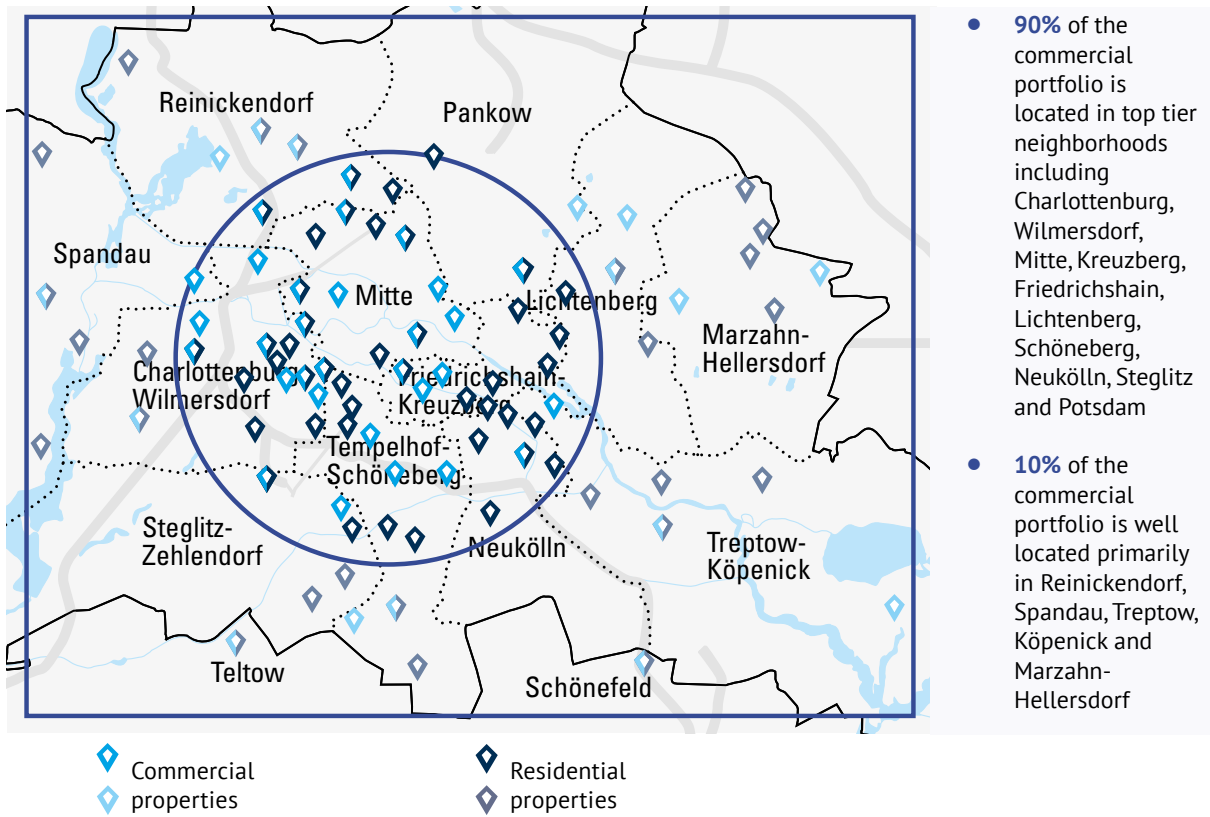 Reinickendorf
Pankow
Spandau
Mitte
Lichtenberg
Marzahn-
Hellersdorf
Charlottenburg
Wilmersdorf
Friedrichshain-
Kreuzberg
Tempelhof-
Schöneberg
Steglitz-
Zehlendorf
Neukölln
Treptow-
Köpenick
Teltow
Schönefeld
• 90% of the
commercial
portfolio is
located in top tier
neighborhoods
including
Charlottenburg,
Wilmersdorf,
Mitte, Kreuzberg,
Friedrichshain,
Lichtenberg,
Schöneberg,
Neukölln, Steglitz
and Potsdam
• 10% of the
commercial
portfolio is well
located primarily
in Reinickendorf,
Spandau, Treptow,
Köpenick and
Marzahn-
Hellersdorf
Commercial
properties
Residential
properties